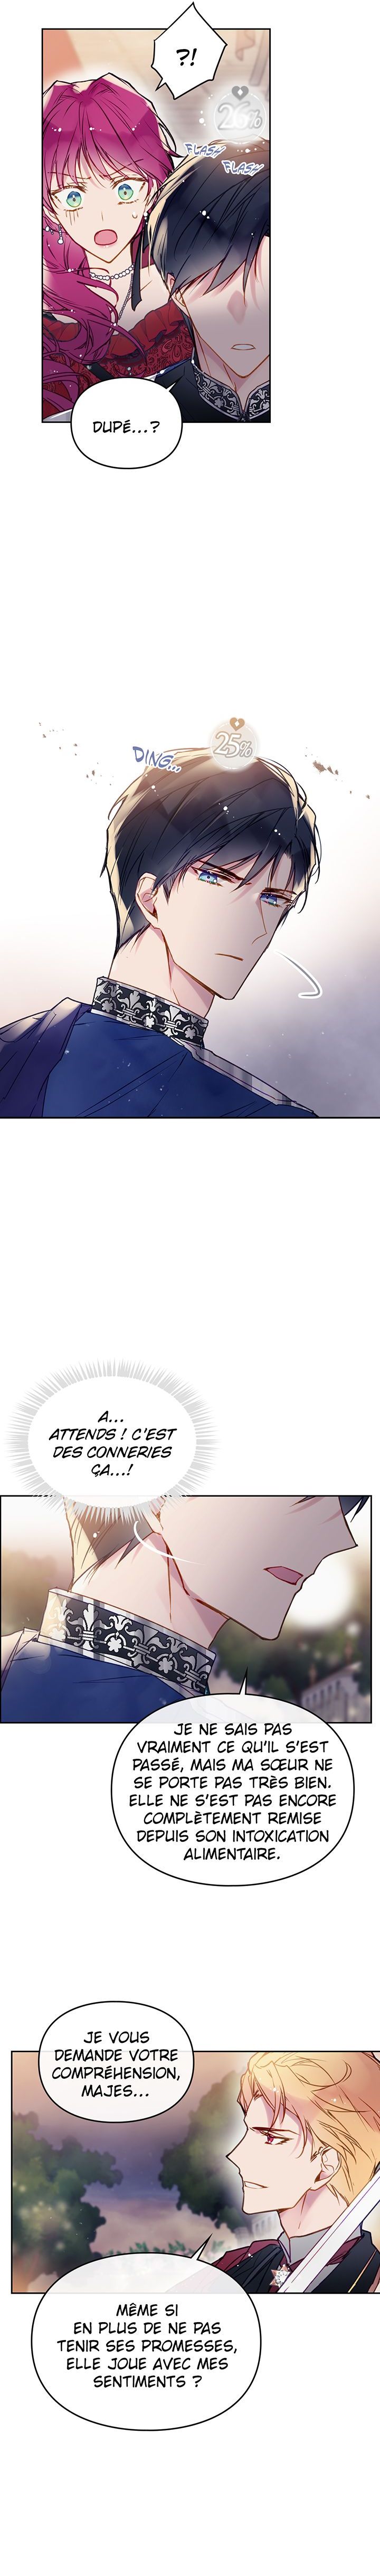 ?!
26%
FLASH
FLASH
DUPÉ...?
25%
DING...
A...
ATTENDS ! C'EST
DES CONNERIES
ÇA...!
JE NE SAIS PAS
VRAIMENT CE QU'IL S'EST
PASSÉ, MAIS MA SŒUR NE
SE PORTE PAS TRÈS BIEN.
ELLE NE S'EST PAS ENCORE
COMPLÈTEMENT REMISE
DEPUIS SON INTOXICATION
ALIMENTAIRE.
JE VOUS
DEMANDE VOTRE
COMPRÉHENSION,
MAJES...
MÊME SI
EN PLUS DE NE PAS
TENIR SES PROMESSES,
ELLE JOUE AVEC MES
SENTIMENTS ?